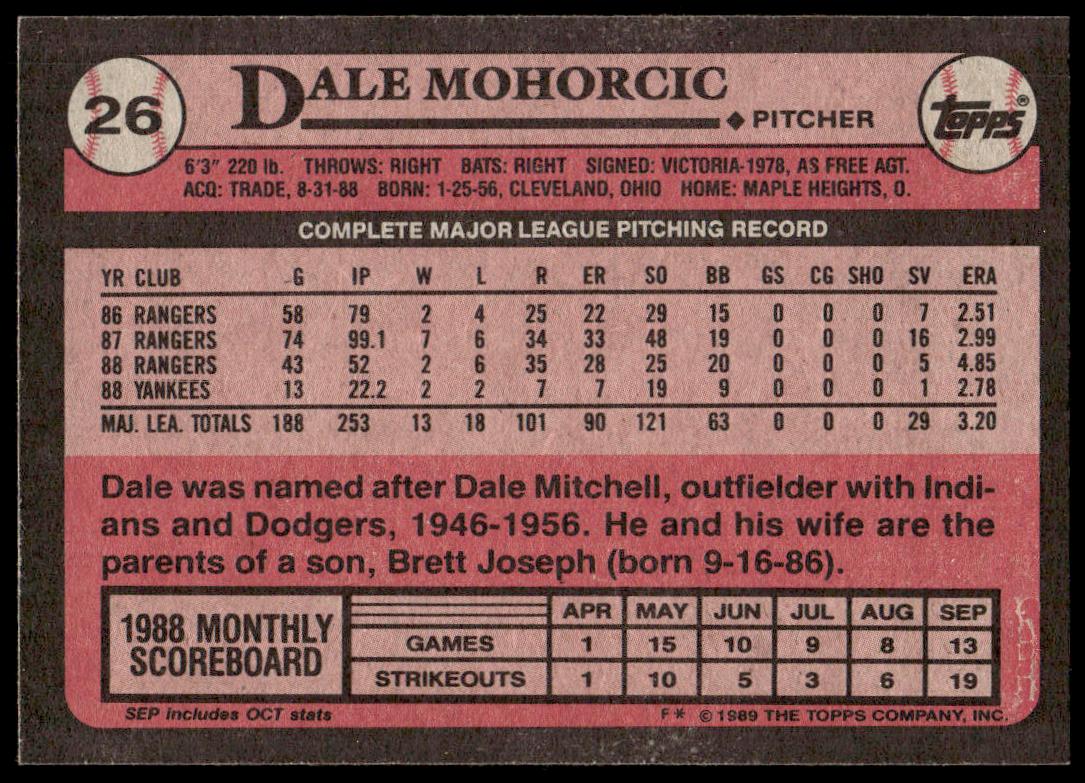 26
DALE MOHORCIC
◆ PITCHER
Topps®
6'3" 220 lb. THROWS: RIGHT BATS: RIGHT SIGNED: VICTORIA-1978, AS FREE AGT.
ACQ: TRADE, 8-31-88 BORN: 1-25-56, CLEVELAND, OHIO HOME: MAPLE HEIGHTS, O.
COMPLETE MAJOR LEAGUE PITCHING RECORD
YR CLUB G IP W L R ER SO BB GS CG SHO SV ERA
86 RANGERS 58 79 2 4 25 22 29 15 0 0 0 7 2.51
87 RANGERS 74 99.1 7 6 34 33 48 19 0 0 0 16 2.99
88 RANGERS 43 52 2 6 35 28 25 20 0 0 0 5 4.85
88 YANKEES 13 22.2 2 2 7 7 19 9 0 0 0 1 2.78
MAJ. LEA. TOTALS 188 253 13 18 101 90 121 63 0 0 0 29 3.20
Dale was named after Dale Mitchell, outfielder with Indi-
ans and Dodgers, 1946-1956. He and his wife are the
parents of a son, Brett Joseph (born 9-16-86).
1988 MONTHLY
SCOREBOARD
APR MAY JUN JUL AUG SEP
GAMES 1 15 10 9 8 13
STRIKEOUTS 1 10 5 3 6 19
SEP includes OCT stats
F* © 1989 THE TOPPS COMPANY, INC.